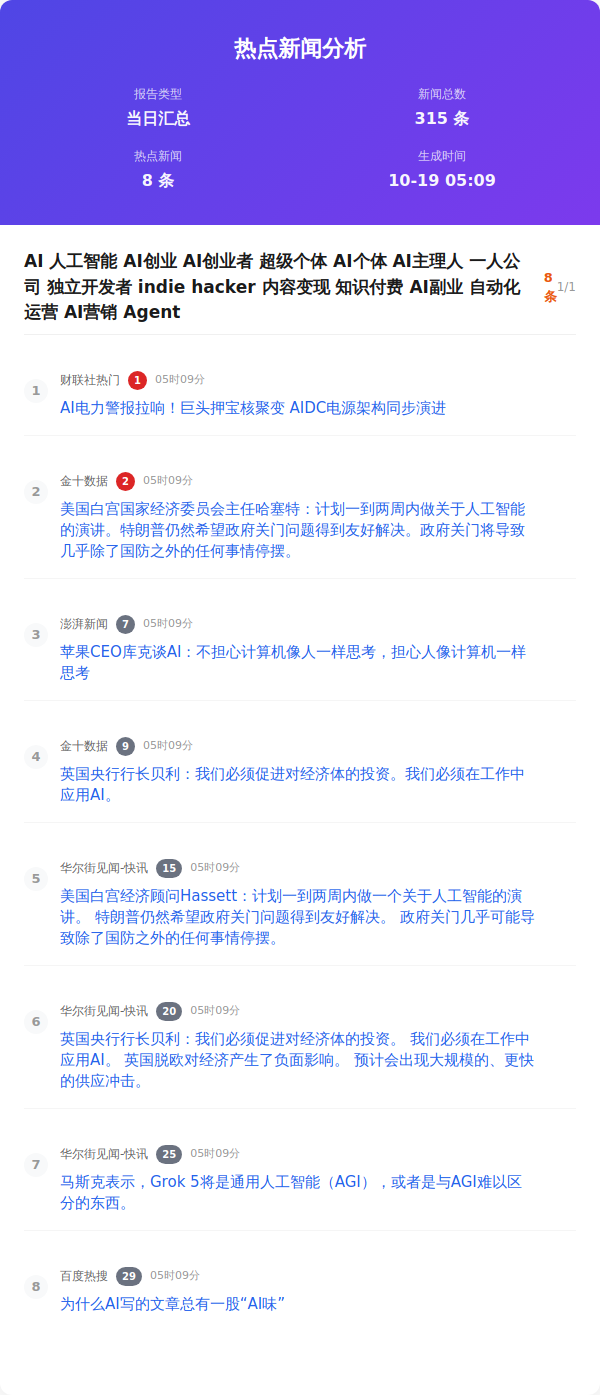 热点新闻分析
报告类型
当日汇总
新闻总数
315 条
热点新闻
8 条
生成时间
10-19 05:09
AI 人工智能 AI创业 AI创业者 超级个体 AI个体 AI主理人 一人公
司 独立开发者 indie hacker 内容变现 知识付费 AI副业 自动化
运营 AI营销 Agent
8
条
1/1
1
财联社热门 1 05时09分
AI电力警报拉响！巨头押宝核聚变 AIDC电源架构同步演进
2
金十数据 2 05时09分
美国白宫国家经济委员会主任哈塞特：计划一到两周内做关于人工智能
的演讲。特朗普仍然希望政府关门问题得到友好解决。政府关门将导致
几乎除了国防之外的任何事情停摆。
3
澎湃新闻 7 05时09分
苹果CEO库克谈AI：不担心计算机像人一样思考，担心人像计算机一样
思考
4
金十数据 9 05时09分
英国央行行长贝利：我们必须促进对经济体的投资。我们必须在工作中
应用AI。
5
华尔街见闻-快讯 15 05时09分
美国白宫经济顾问Hassett：计划一到两周内做一个关于人工智能的演
讲。 特朗普仍然希望政府关门问题得到友好解决。 政府关门几乎可能导
致除了国防之外的任何事情停摆。
6
华尔街见闻-快讯 20 05时09分
英国央行行长贝利：我们必须促进对经济体的投资。 我们必须在工作中
应用AI。 英国脱欧对经济产生了负面影响。 预计会出现大规模的、更快
的供应冲击。
7
华尔街见闻-快讯 25 05时09分
马斯克表示，Grok 5将是通用人工智能（AGI），或者是与AGI难以区
分的东西。
8
百度热搜 29 05时09分
为什么AI写的文章总有一股“AI味”